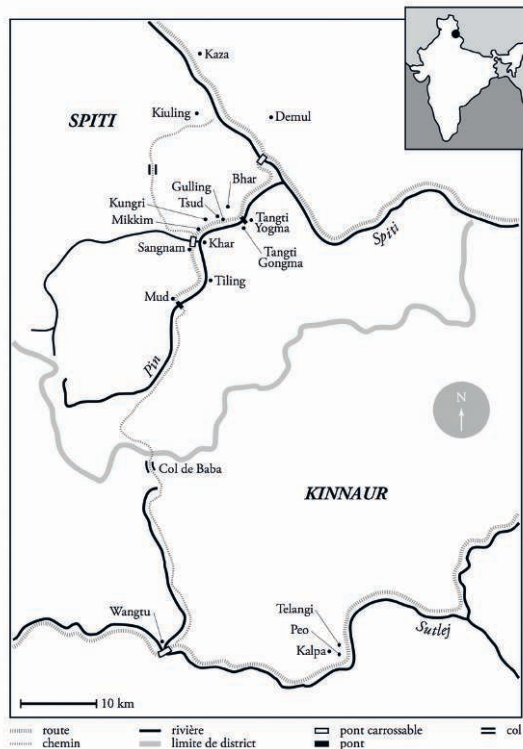 Kaza
SPITI
Kiuling
Demul
Bhar
Gulling
Tsud
Kungri
Mikkim
Tangti
Yogma
Spiti
Sangnam
Khar
Tangti
Gongma
Tiling
Mud
Pin
N
Col de Baba
KINNAUR
Wangtu
Telangi
Peo
Kalpa
Sutlej
10 km
route
rivière
pont carrossable
col
chemin
limite de district
pont